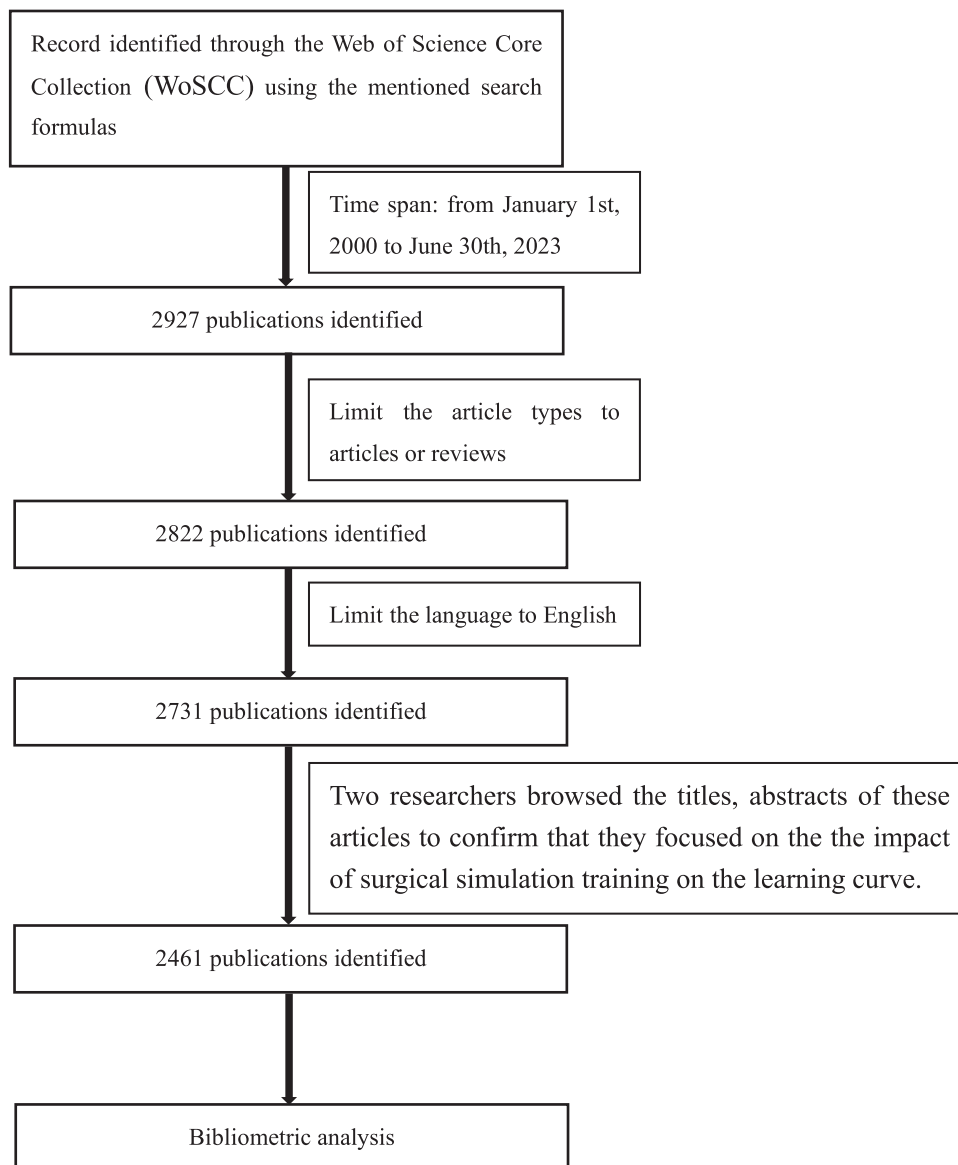 Record identified through the Web of Science Core
Collection (WoSCC) using the mentioned search
formulas
Time span: from January 1st,
2000 to June 30th, 2023
2927 publications identified
Limit the article types to
articles or reviews
2822 publications identified
Limit the language to English
2731 publications identified
Two researchers browsed the titles, abstracts of these
articles to confirm that they focused on the the impact
of surgical simulation training on the learning curve.
2461 publications identified
Bibliometric analysis